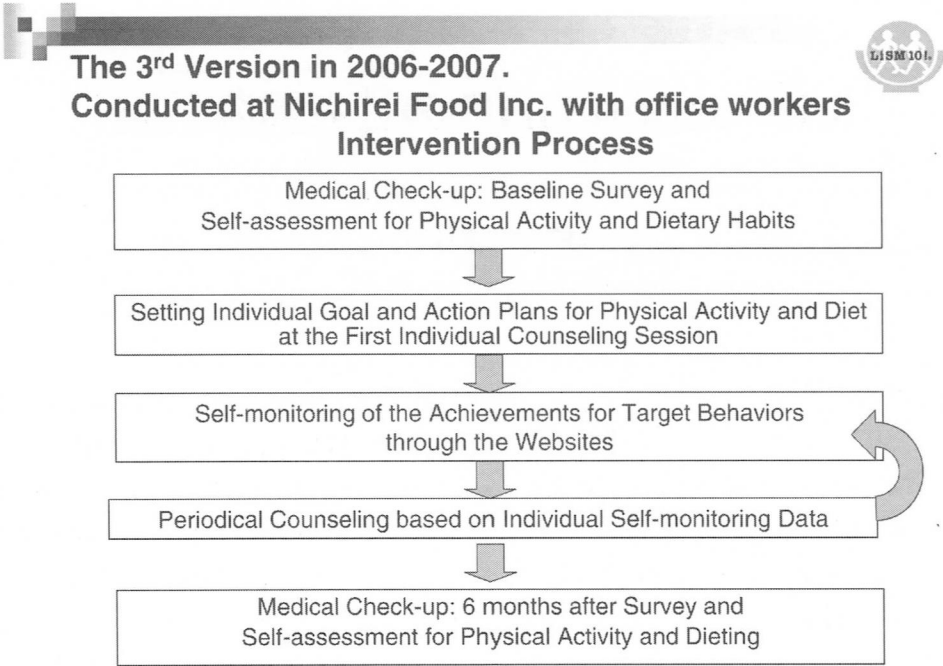 LiSM 10!.
The 3rd Version in 2006-2007.
Conducted at Nichirei Food Inc. with office workers
Intervention Process
Medical Check-up: Baseline Survey and
Self-assessment for Physical Activity and Dietary Habits
Setting Individual Goal and Action Plans for Physical Activity and Diet
at the First Individual Counseling Session
Self-monitoring of the Achievements for Target Behaviors
through the Websites
Periodical Counseling based on Individual Self-monitoring Data
Medical Check-up: 6 months after Survey and
Self-assessment for Physical Activity and Dieting